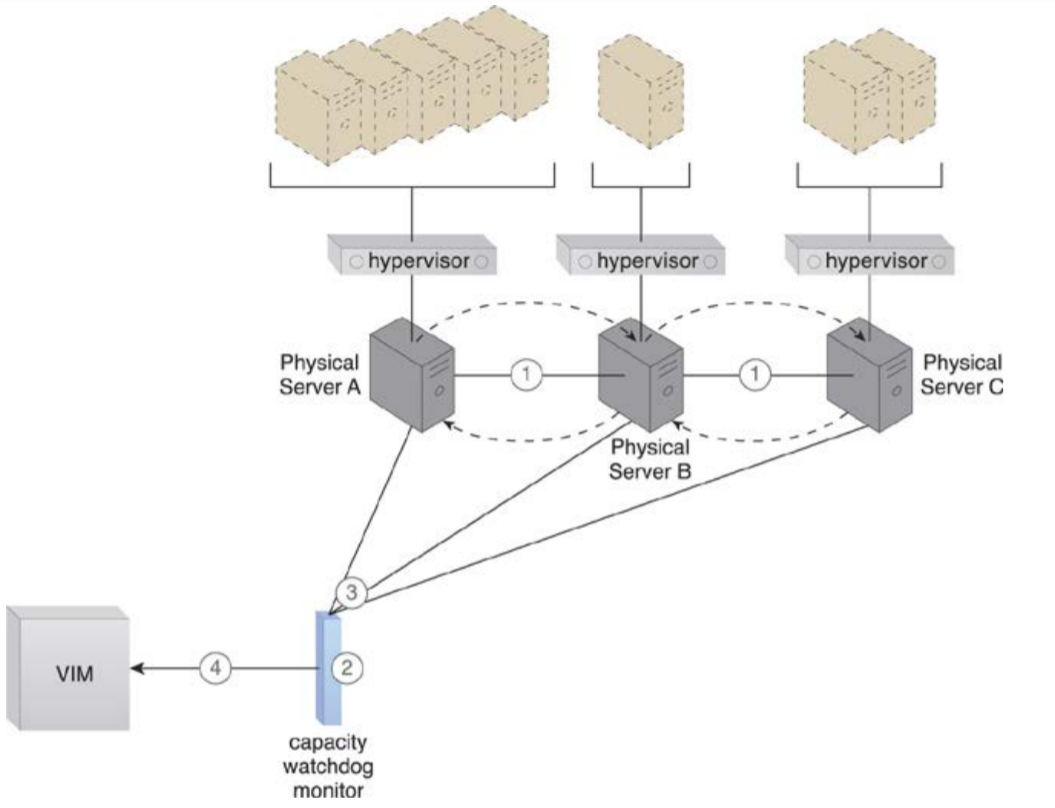 hypervisor
hypervisor
hypervisor
Physical
Server A
1
1
Physical
Server C
Physical
Server B
3
VIM
4
2
capacity
watchdog
monitor